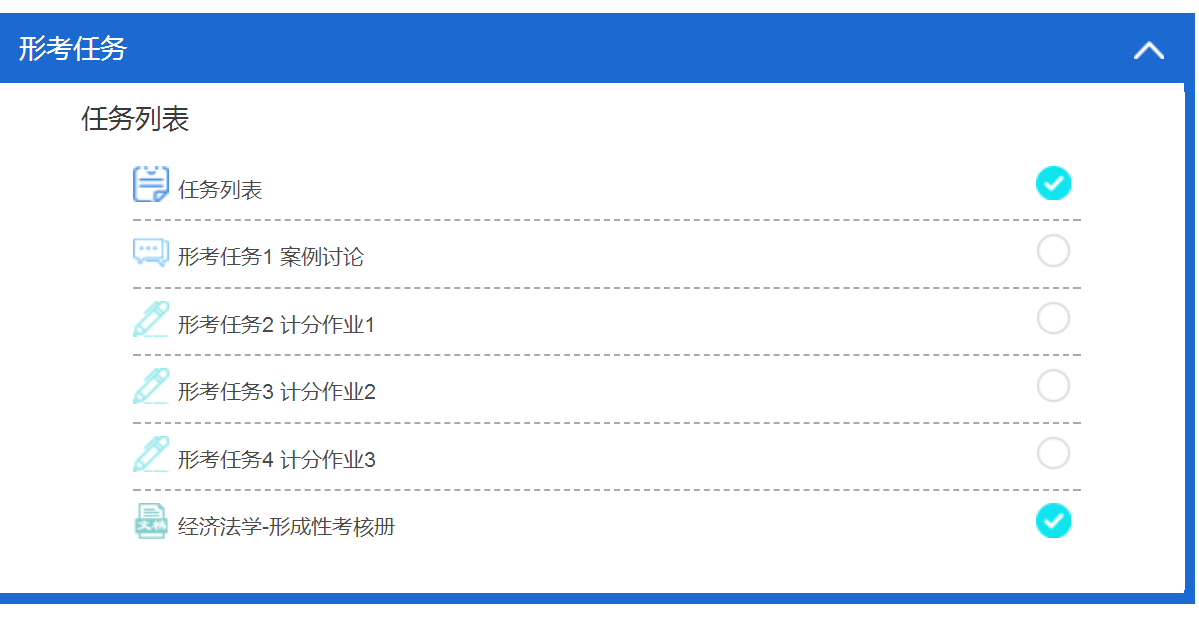 形考任务
任务列表
任务列表
形考任务1 案例讨论
形考任务2 计分作业1
形考任务3 计分作业2
形考任务4 计分作业3
文档
经济法学-形成性考核册